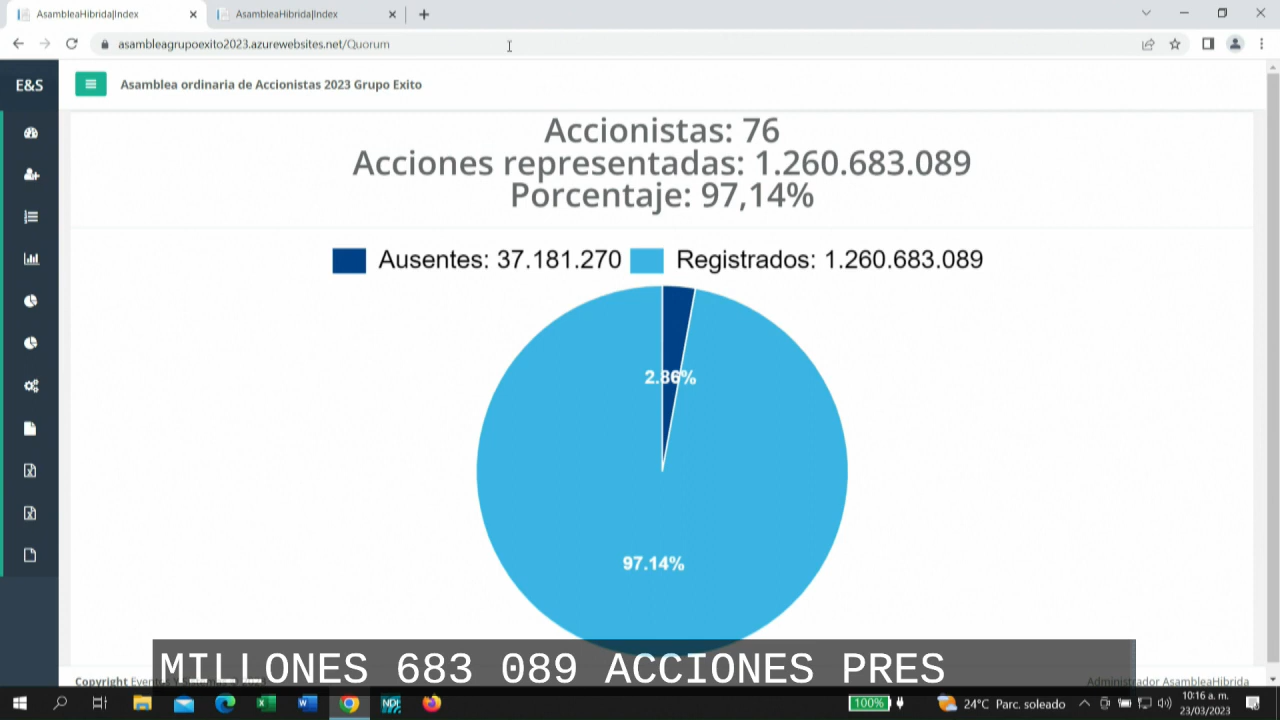 AsambleaHibrida|Index
AsambleaHibrida|Index
asambleagrupoexito2023.azurewebsites.net/Quorum
E&S
Asamblea ordinaria de Accionistas 2023 Grupo Exito
Accionistas: 76
Acciones representadas: 1.260.683.089
Porcentaje: 97,14%
Ausentes: 37.181.270 Registrados: 1.260.683.089
2.86%
97.14%
MILLONES 683 089 ACCIONES PRES
Copyright
Administrador AsambleaHibrida
100%
24°C Parc. soleado
10:16 a. m.
23/03/2023